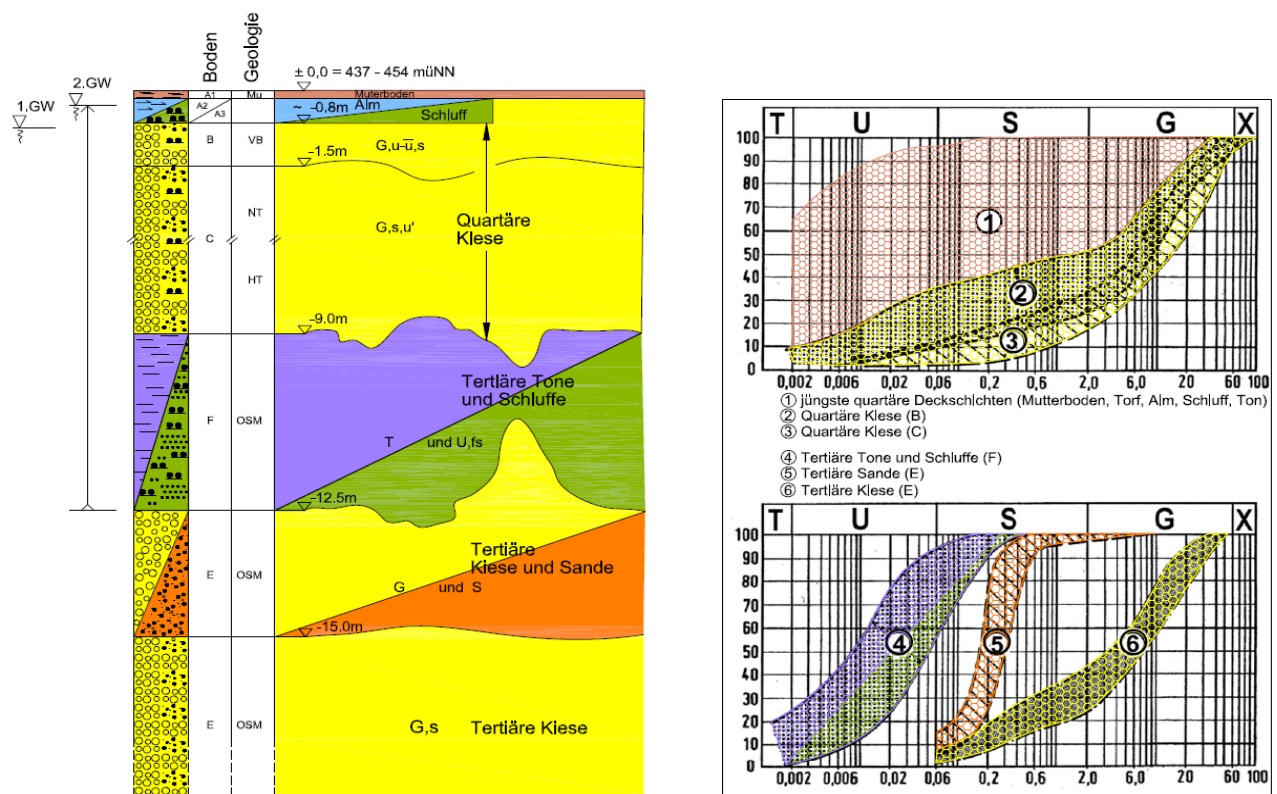 Boden
Geologie
± 0,0 = 437 - 454 müNN
2.GW
1.GW
A1
Mu
Muterboden
A2
A3
~ -0,8m
Alm
Schluff
B
VB
G,u-ū,s
-1.5m
NT
C
G,s,u'
Quartäre
Kiese
HT
-9.0m
Tertiäre Tone
und Schluffe
F
OSM
T und U,fs
-12.5m
Tertiäre
Kiese und Sande
E
OSM
G und S
-15.0m
E
OSM
G,s
Tertiäre Kiese
T U S G X
100
90
80
70
60
50
40
30
20
10
0
1
2
3
0,002 0,006 0,02 0,06 0,2 0,6 2,0 6,0 20 60 100
① jüngste quartäre Deckschichten (Mutterboden, Torf, Alm, Schluff, Ton)
② Quartäre Kiese (B)
③ Quartäre Kiese (C)
④ Tertiäre Tone und Schluffe (F)
⑤ Tertiäre Sande (E)
⑥ Tertiäre Kiese (E)
T U S G X
100
90
80
70
60
50
40
30
20
10
0
4
5
6
0,002 0,006 0,02 0,06 0,2 0,6 2,0 6,0 20 60 100